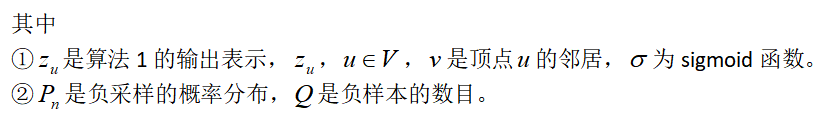 其中
① z_u 是算法 1 的输出表示， z_u ， u ∈ V ， v 是顶点 u 的邻居， σ 为 sigmoid 函数。
② P_n 是负采样的概率分布， Q 是负样本的数目。